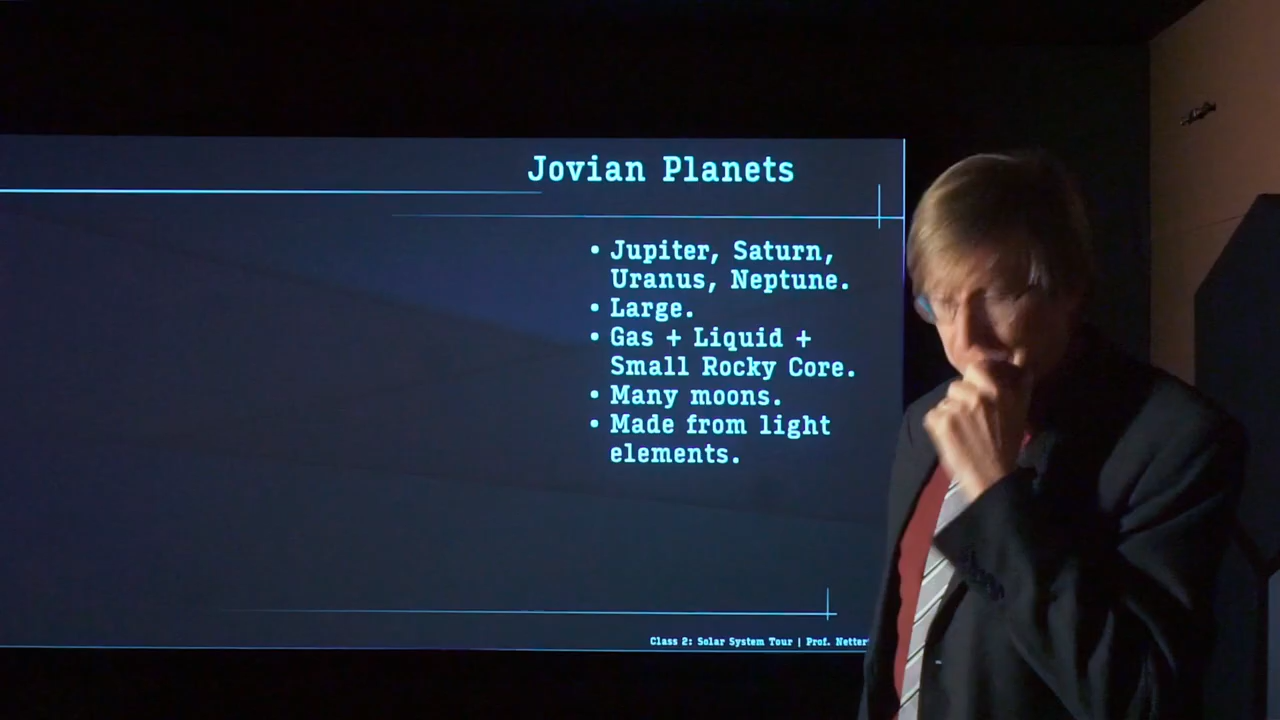 Jovian Planets
• Jupiter, Saturn,
Uranus, Neptune.
• Large.
• Gas + Liquid +
Small Rocky Core.
• Many moons.
• Made from light
elements.
Class 2: Solar System Tour | Prof.